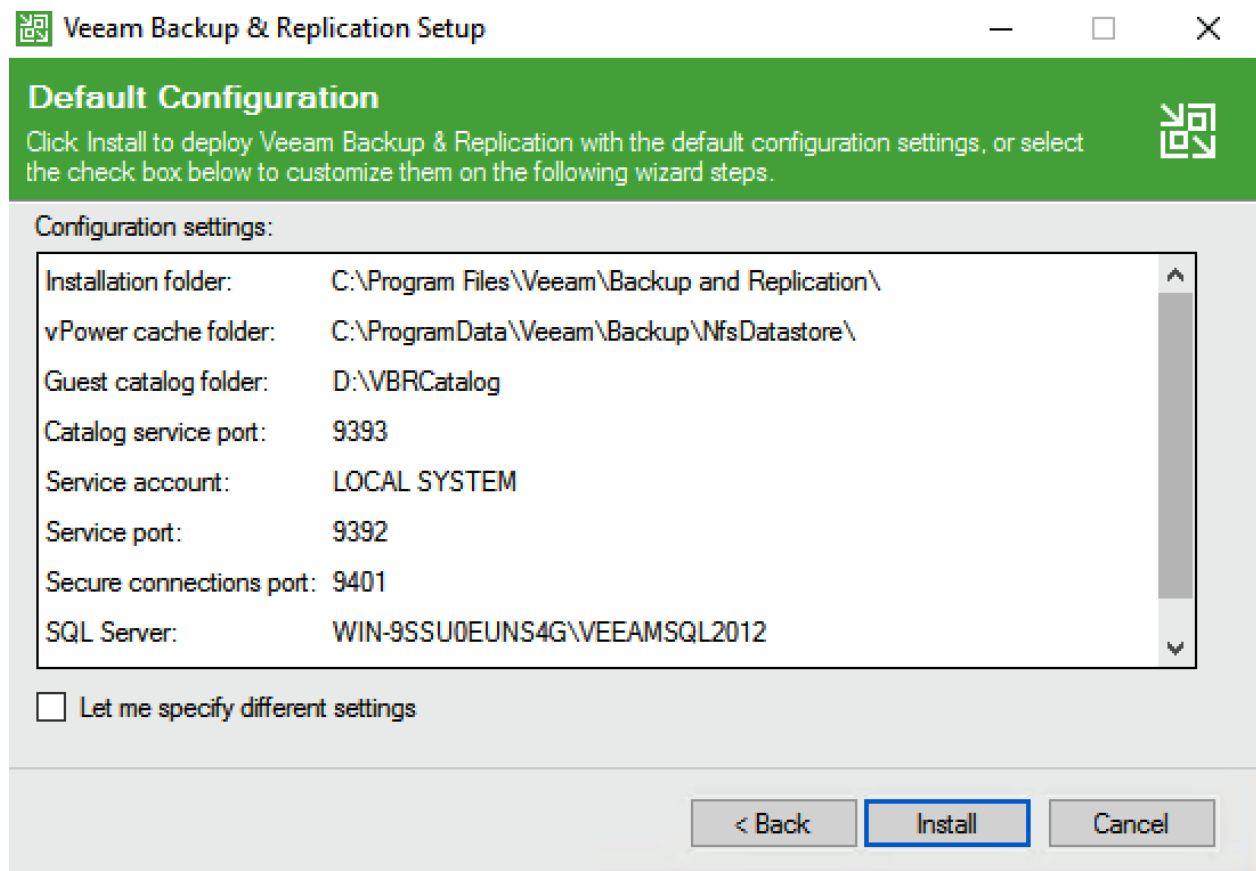 Veeam Backup & Replication Setup
Default Configuration
Click Install to deploy Veeam Backup & Replication with the default configuration settings, or select
the check box below to customize them on the following wizard steps.
Configuration settings:
Installation folder: C:\Program Files\Veeam\Backup and Replication\
vPower cache folder: C:\ProgramData\Veeam\Backup\NfsDatastore\
Guest catalog folder: D:\VBRCatalog
Catalog service port: 9393
Service account: LOCAL SYSTEM
Service port: 9392
Secure connections port: 9401
SQL Server: WIN-9SSU0EUNS4G\VEEAMSQL2012
Let me specify different settings
< Back Install Cancel